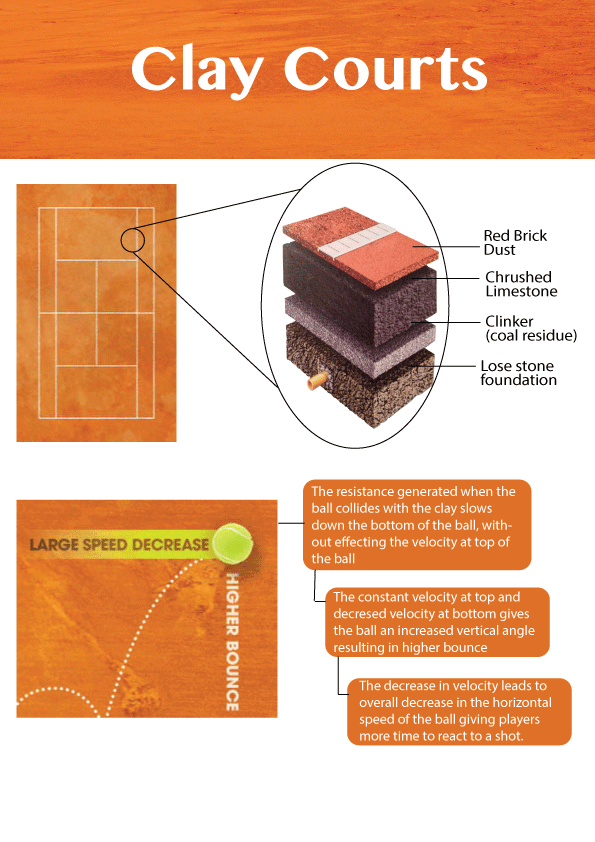 Clay Courts
Red Brick
Dust
Chrushed
Limestone
Clinker
(coal residue)
Lose stone
foundation
LARGE SPEED DECREASE
HIGHER BOUNCE
The resistance generated when the
ball collides with the clay slows
down the bottom of the ball, with-
out effecting the velocity at top of
the ball
The constant velocity at top and
decresed velocity at bottom gives
the ball an increased vertical angle
resulting in higher bounce
The decrease in velocity leads to
overall decrease in the horizontal
speed of the ball giving players
more time to react to a shot.